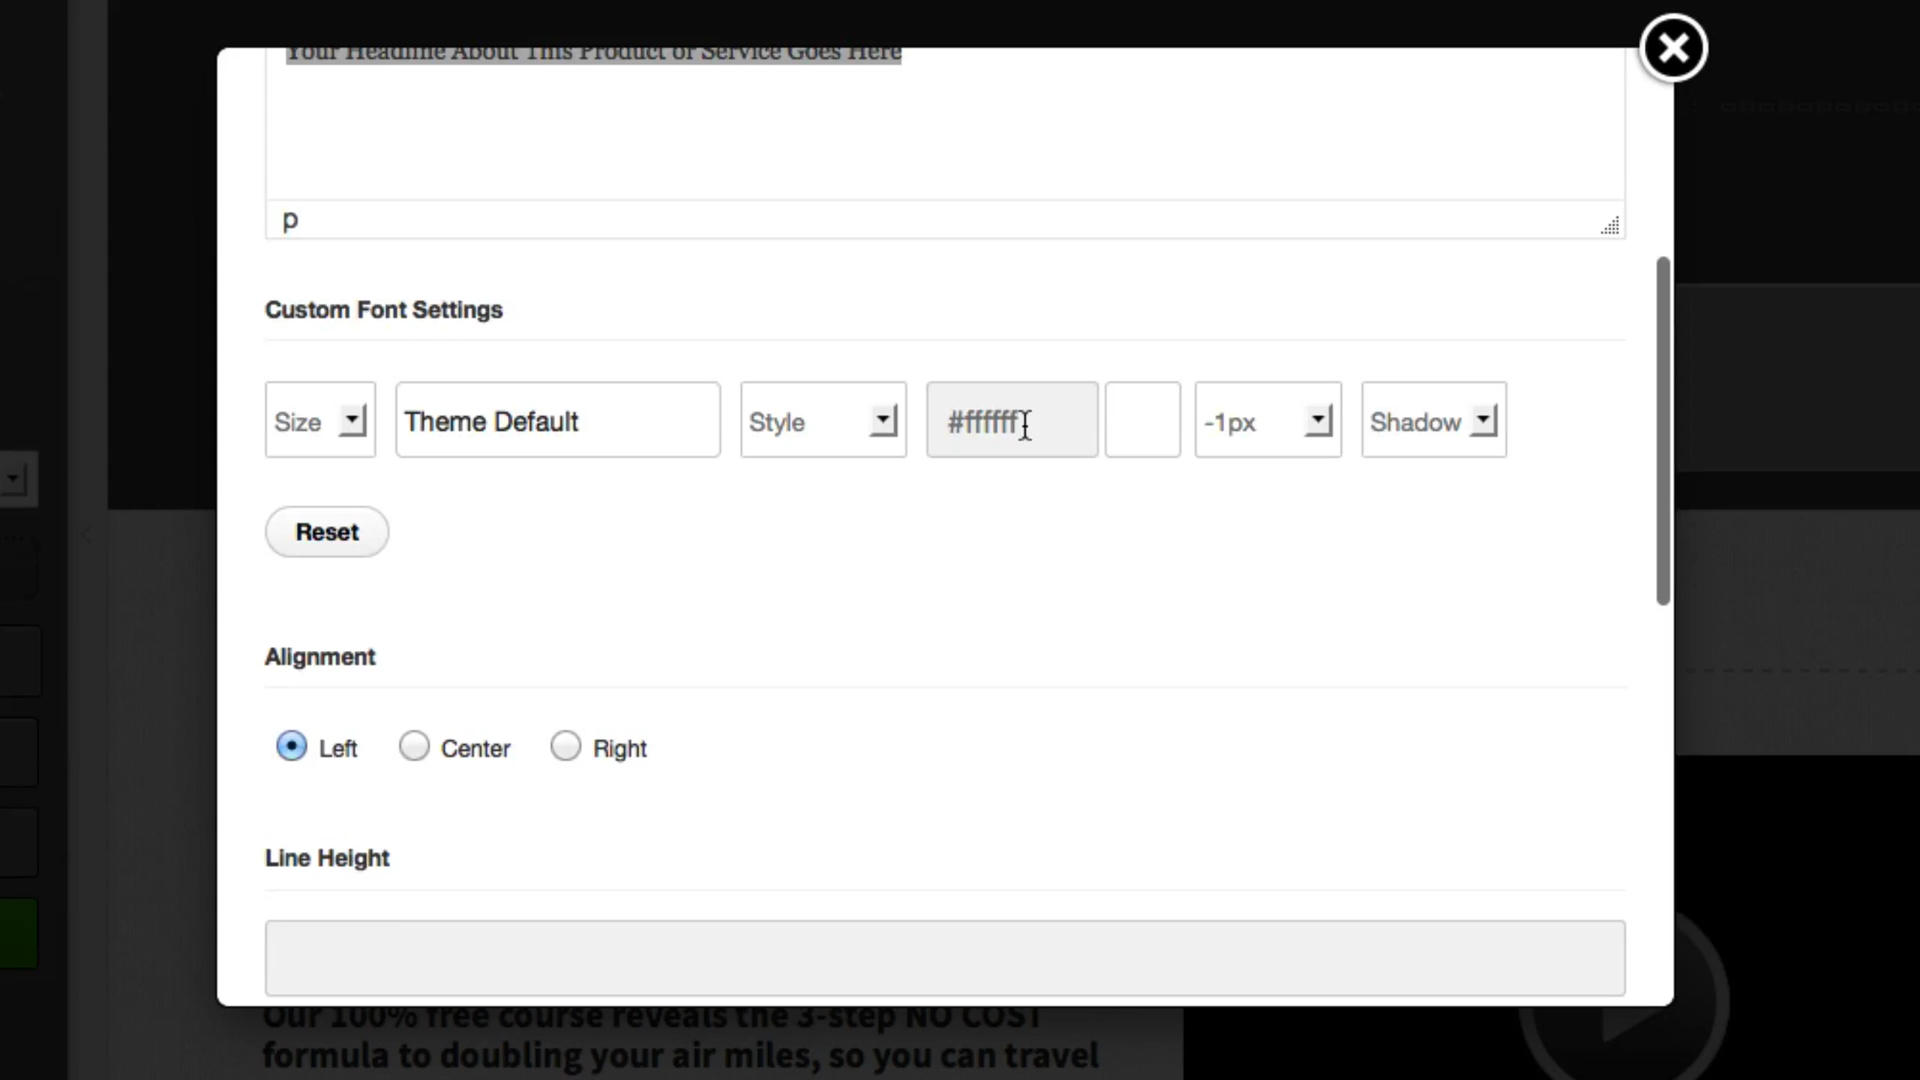 Your Headline About This Product or Service Goes Here
p
Custom Font Settings
Size Theme Default Style #ffffff -1px Shadow
Reset
Alignment
Left Center Right
Line Height
Our 100% free course reveals the 3-step NO COST
formula to doubling your air miles, so you can travel